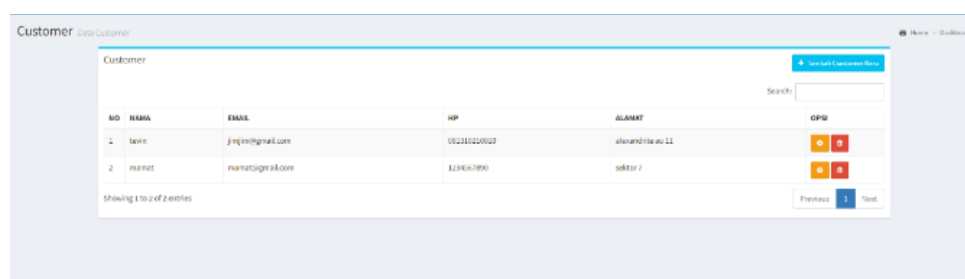 Customer Data Customer
Home > Dashboa
Customer
+ Tambah Customer Baru
Search:
NO NAMA EMAIL HP ALAMAT OPSI
1 tevin jimjim@gmail.com alexandrite au 11
2 mamat mamat@gmail.com 1234567890 sektor 7
Showing 1 to 2 of 2 entries
Previous 1 Next